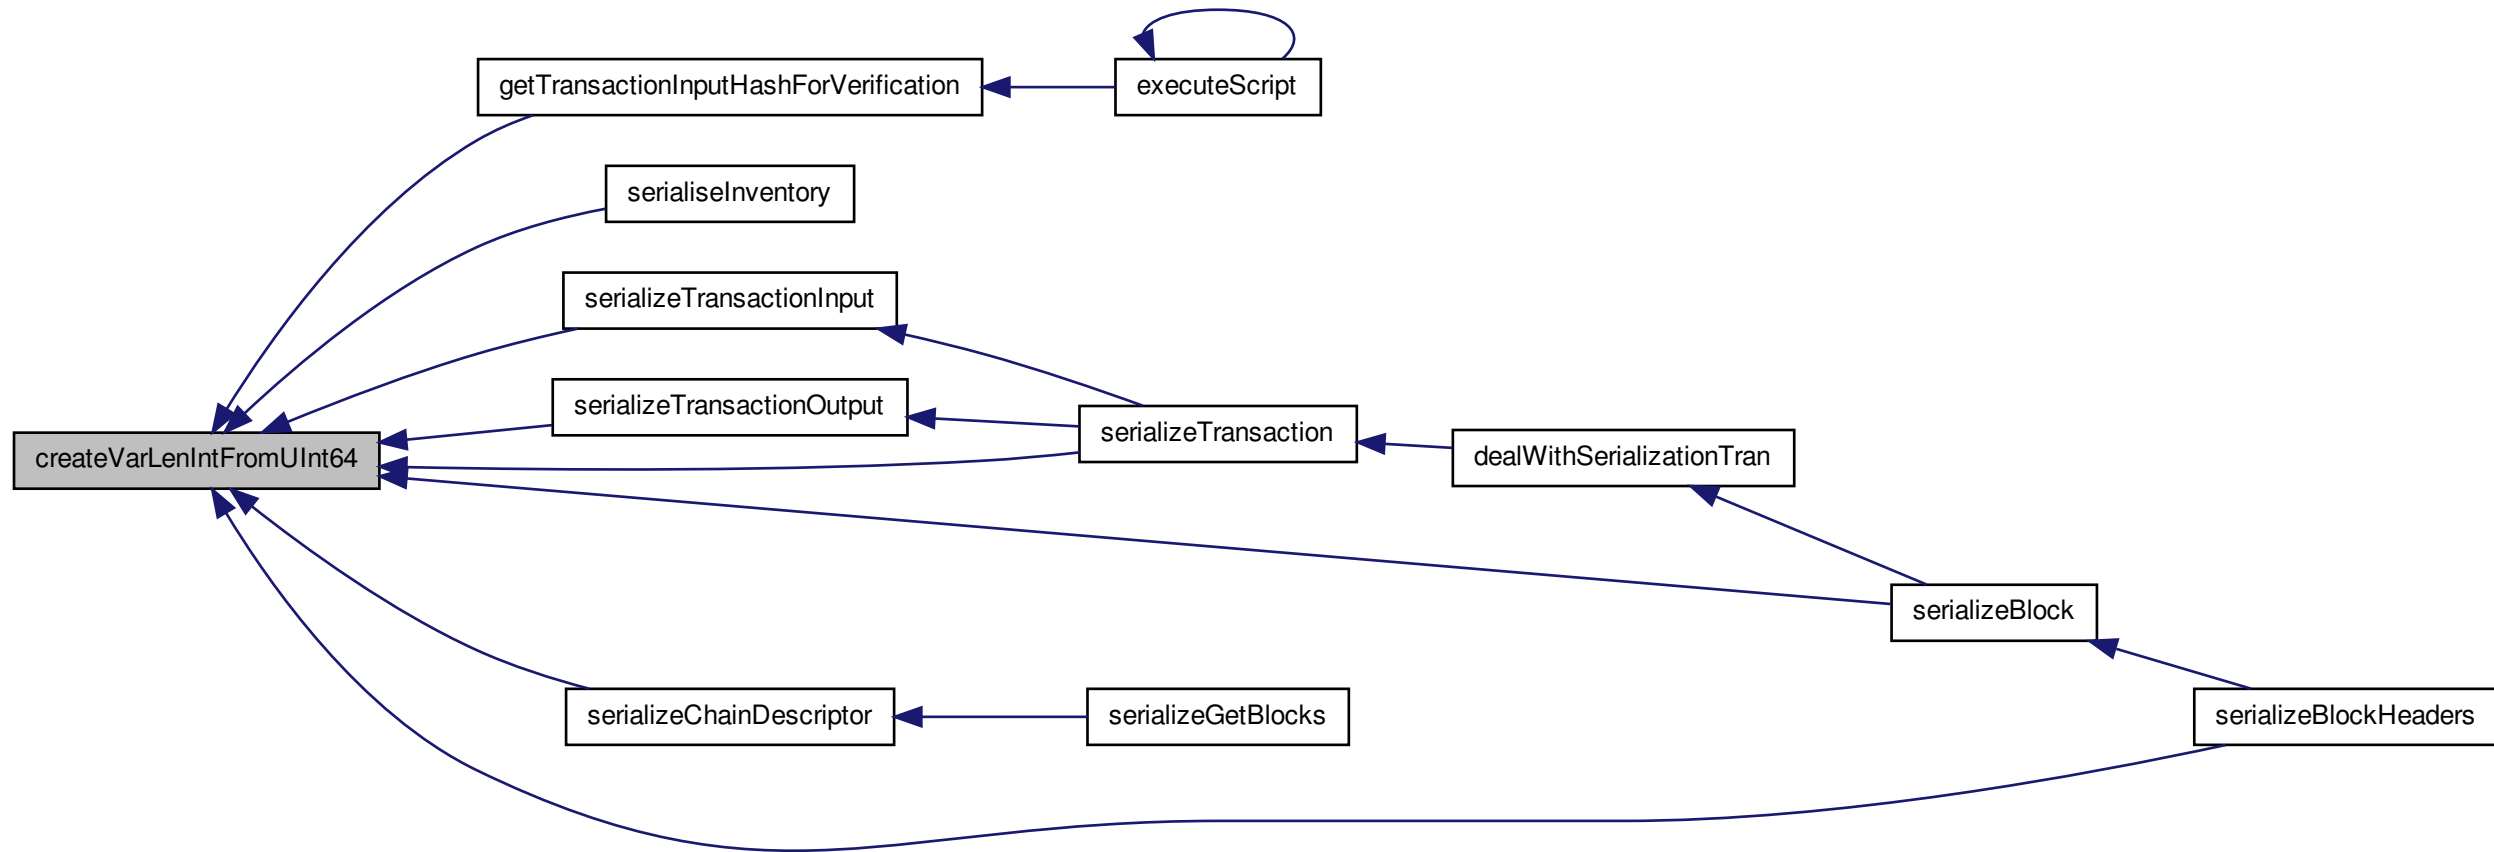 getTransactionInputHashForVerification
executeScript
serialiseInventory
serializeTransactionInput
serializeTransactionOutput
serializeTransaction
createVarLenIntFromUInt64
dealWithSerializationTran
serializeBlock
serializeChainDescriptor
serializeGetBlocks
serializeBlockHeaders